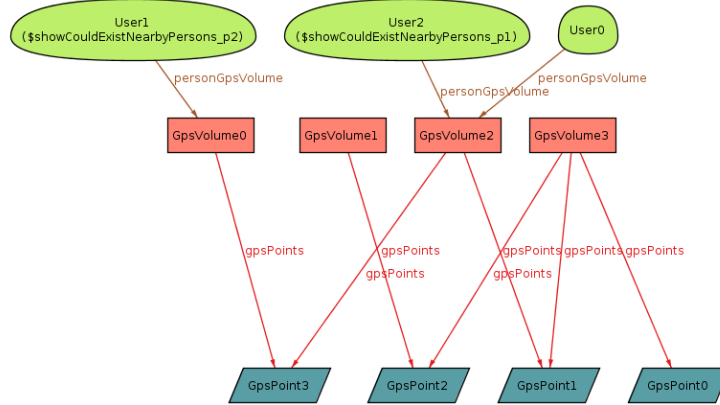 User1
($showCouldExistNearbyPersons_p2)
User2
($showCouldExistNearbyPersons_p1)
User0
personGpsVolume
personGpsVolume
personGpsVolume
GpsVolume0
GpsVolume1
GpsVolume2
GpsVolume3
gpsPoints
gpsPoints
gpsPoints
gpsPoints
gpsPoints
gpsPoints
gpsPoints
GpsPoint3
GpsPoint2
GpsPoint1
GpsPoint0